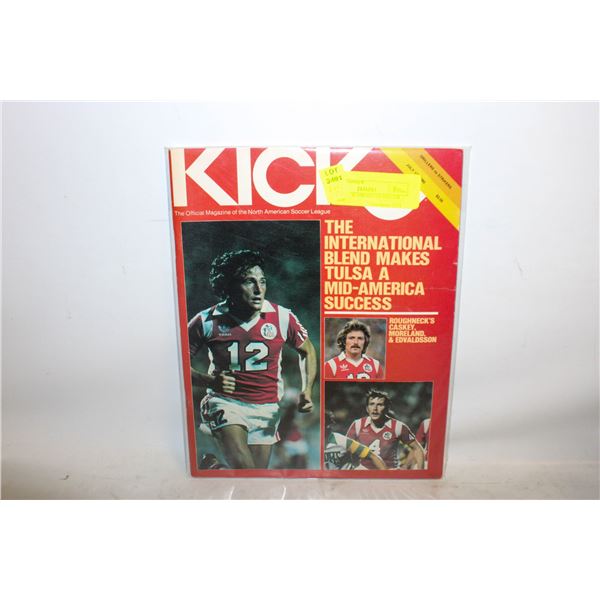 KICK
LOT
The Official Magazine of the North American Soccer League
THE
INTERNATIONAL
BLEND MAKES
TULSA A
MID-AMERICA
SUCCESS
ROUGHNECK'S
CASKEY,
MORELAND,
& EDVALDSSON
12